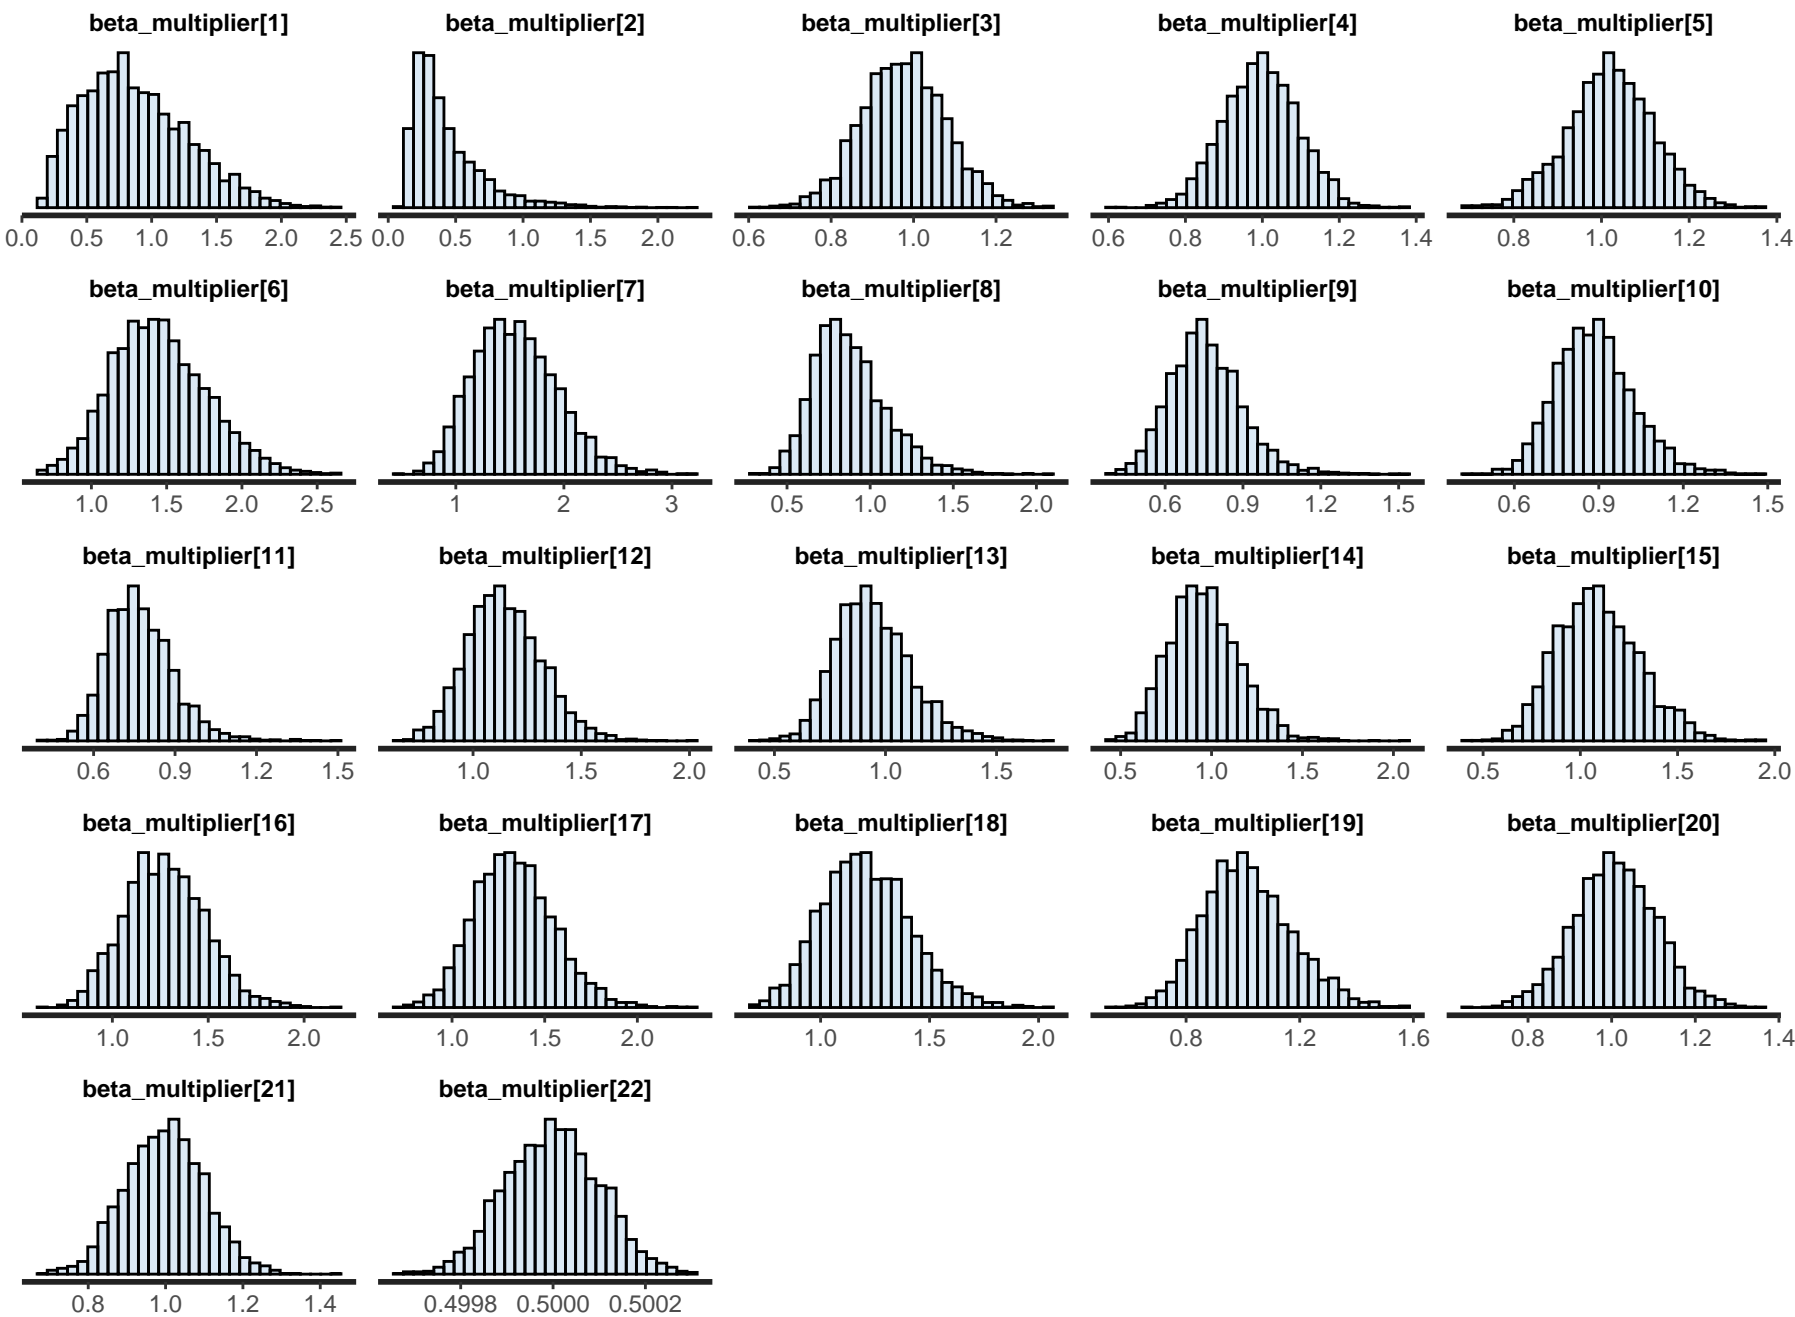 beta_multiplier[1] beta_multiplier[2] beta_multiplier[3] beta_multiplier[4] beta_multiplier[5]
0.0 0.5 1.0 1.5 2.0 2.5 0.0 0.5 1.0 1.5 2.0 0.6 0.8 1.0 1.2 0.6 0.8 1.0 1.2 1.4 0.8 1.0 1.2 1.4
beta_multiplier[6] beta_multiplier[7] beta_multiplier[8] beta_multiplier[9] beta_multiplier[10]
1.0 1.5 2.0 2.5 1 2 3 0.5 1.0 1.5 2.0 0.6 0.9 1.2 1.5 0.6 0.9 1.2 1.5
beta_multiplier[11] beta_multiplier[12] beta_multiplier[13] beta_multiplier[14] beta_multiplier[15]
0.6 0.9 1.2 1.5 1.0 1.5 2.0 0.5 1.0 1.5 0.5 1.0 1.5 2.0 0.5 1.0 1.5 2.0
beta_multiplier[16] beta_multiplier[17] beta_multiplier[18] beta_multiplier[19] beta_multiplier[20]
1.0 1.5 2.0 1.0 1.5 2.0 1.0 1.5 2.0 0.8 1.2 1.6 0.8 1.0 1.2 1.4
beta_multiplier[21] beta_multiplier[22]
0.8 1.0 1.2 1.4 0.4998 0.5000 0.5002